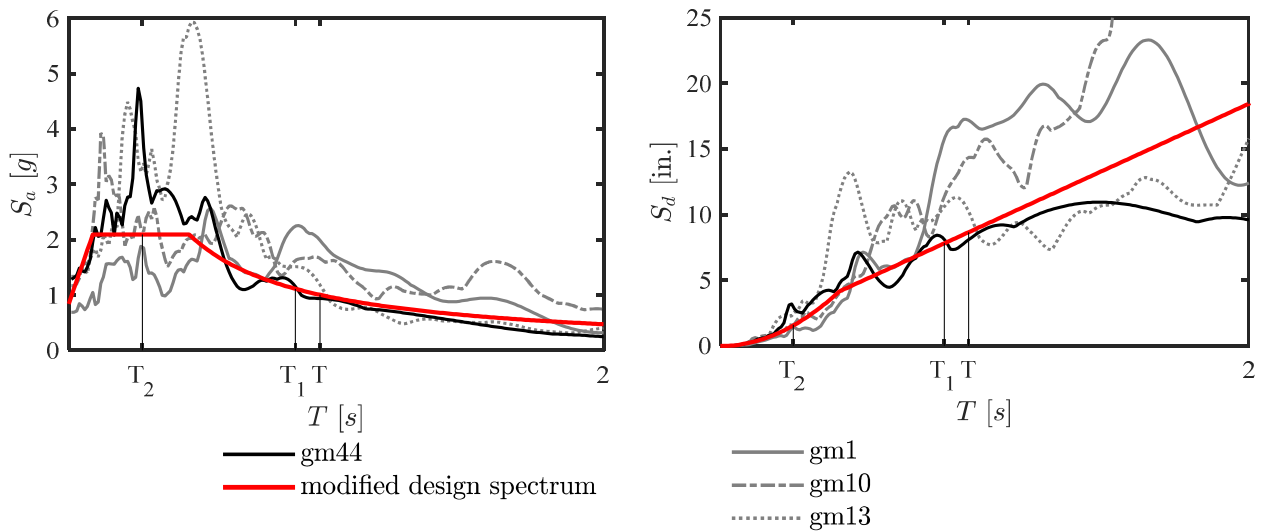 6
5
4
3
2
1
0
S_a [g]
T_2
T_1 T
2
T [s]
25
20
15
10
5
0
S_d [in.]
T_2
T_1 T
2
T [s]
gm44
modified design spectrum
gm1
gm10
gm13